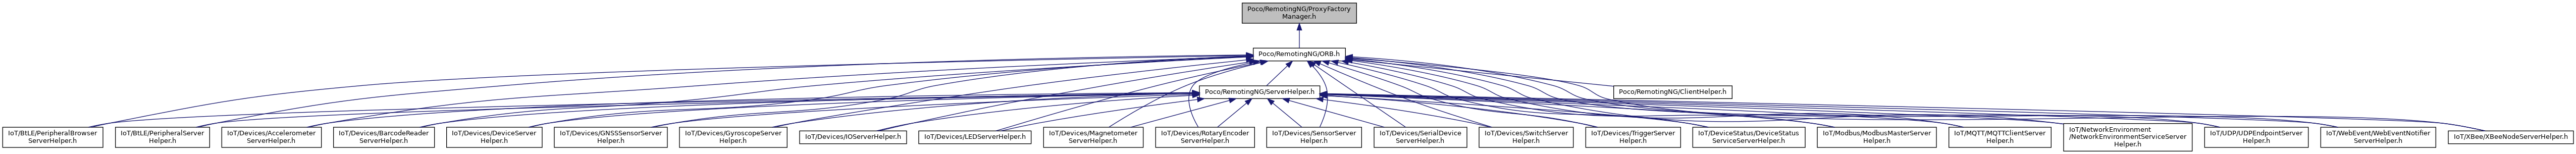 Poco/RemotingNG/ProxyFactory
Manager.h
Poco/RemotingNG/ORB.h
Poco/RemotingNG/ServerHelper.h
Poco/RemotingNG/ClientHelper.h
IoT/BtLE/PeripheralBrowser
ServerHelper.h
IoT/BtLE/PeripheralServer
Helper.h
IoT/Devices/Accelerometer
ServerHelper.h
IoT/Devices/BarcodeReader
ServerHelper.h
IoT/Devices/DeviceServer
Helper.h
IoT/Devices/GNSSSensorServer
Helper.h
IoT/Devices/GyroscopeServer
Helper.h
IoT/Devices/IOServerHelper.h
IoT/Devices/LEDServerHelper.h
IoT/Devices/Magnetometer
ServerHelper.h
IoT/Devices/RotaryEncoder
ServerHelper.h
IoT/Devices/SensorServer
Helper.h
IoT/Devices/SerialDevice
ServerHelper.h
IoT/Devices/SwitchServer
Helper.h
IoT/Devices/TriggerServer
Helper.h
IoT/DeviceStatus/DeviceStatus
ServiceServerHelper.h
IoT/Modbus/ModbusMasterServer
Helper.h
IoT/MQTT/MQTTClientServer
Helper.h
IoT/NetworkEnvironment
/NetworkEnvironmentServiceServer
Helper.h
IoT/UDP/UDPEndpointServer
Helper.h
IoT/WebEvent/WebEventNotifier
ServerHelper.h
IoT/XBee/XBeeNodeServerHelper.h